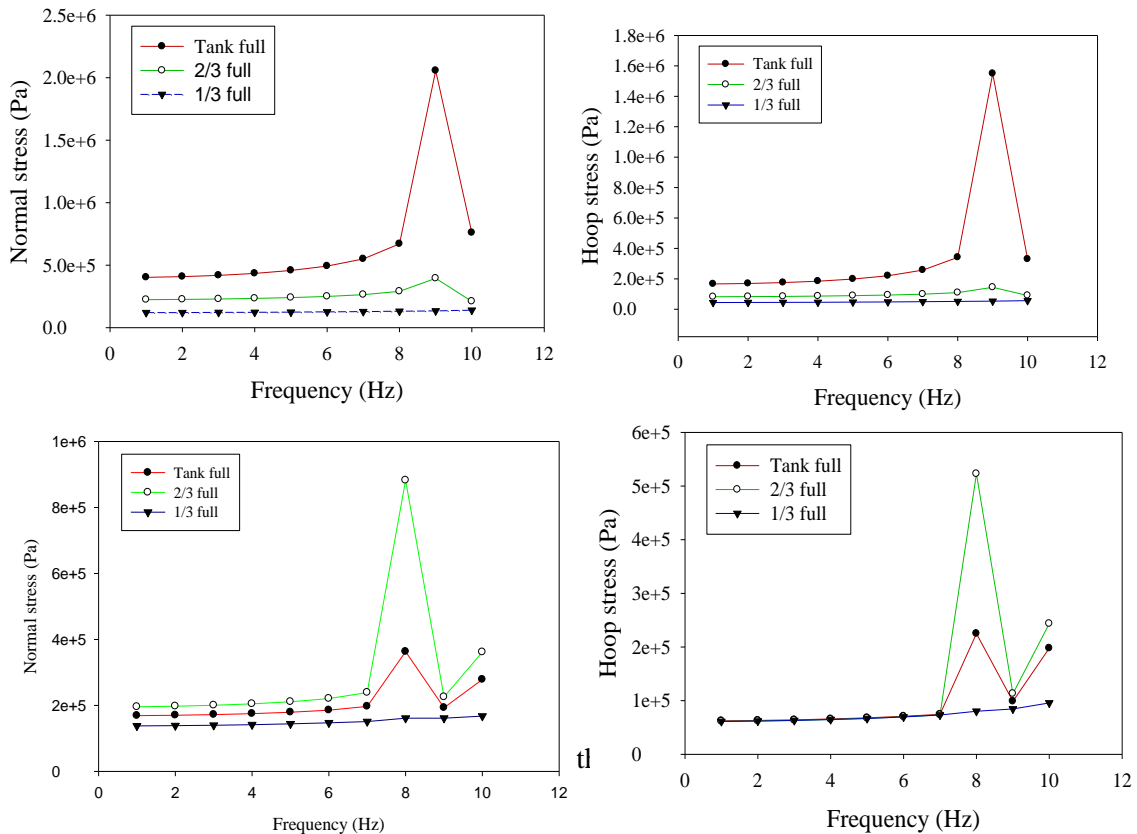 2.5e+6
2.0e+6
1.5e+6
1.0e+6
5.0e+5
0.0
Normal stress (Pa)
Tank full
2/3 full
1/3 full
0 2 4 6 8 10 12
Frequency (Hz)
1.8e+6
1.6e+6
1.4e+6
1.2e+6
1.0e+6
8.0e+5
6.0e+5
4.0e+5
2.0e+5
0.0
Hoop stress (Pa)
Tank full
2/3 full
1/3 full
0 2 4 6 8 10 12
Frequency (Hz)
1e+6
8e+5
6e+5
4e+5
2e+5
0
Normal stress (Pa)
Tank full
2/3 full
1/3 full
0 2 4 6 8 10 12
Frequency (Hz)
6e+5
5e+5
4e+5
3e+5
2e+5
1e+5
0
Hoop stress (Pa)
Tank full
2/3 full
1/3 full
0 2 4 6 8 10 12
Frequency (Hz)